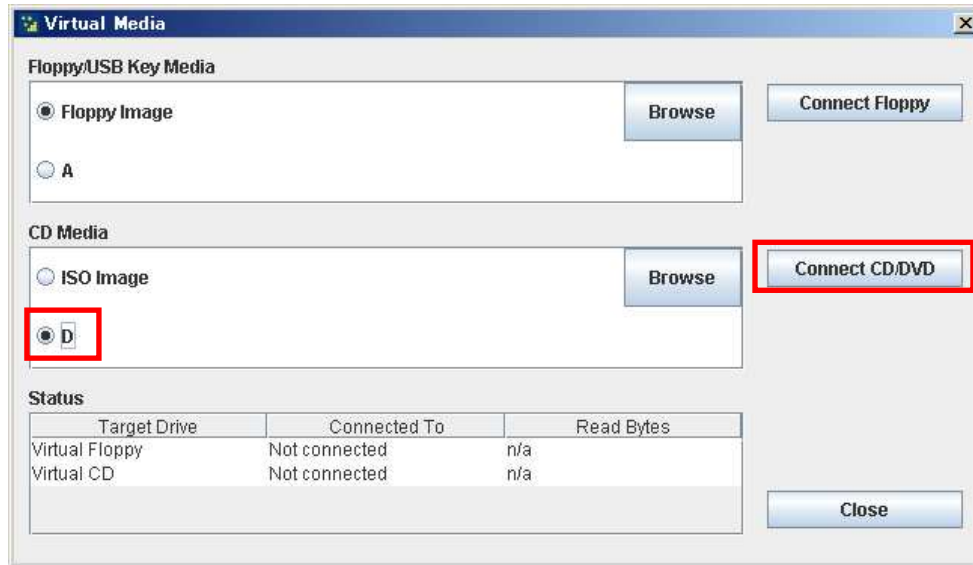 Virtual Media
Floppy/USB Key Media
Floppy Image
Browse
Connect Floppy
A
CD Media
ISO Image
Browse
Connect CD/DVD
D
Status
Target Drive Connected To Read Bytes
Virtual Floppy Not connected n/a
Virtual CD Not connected n/a
Close